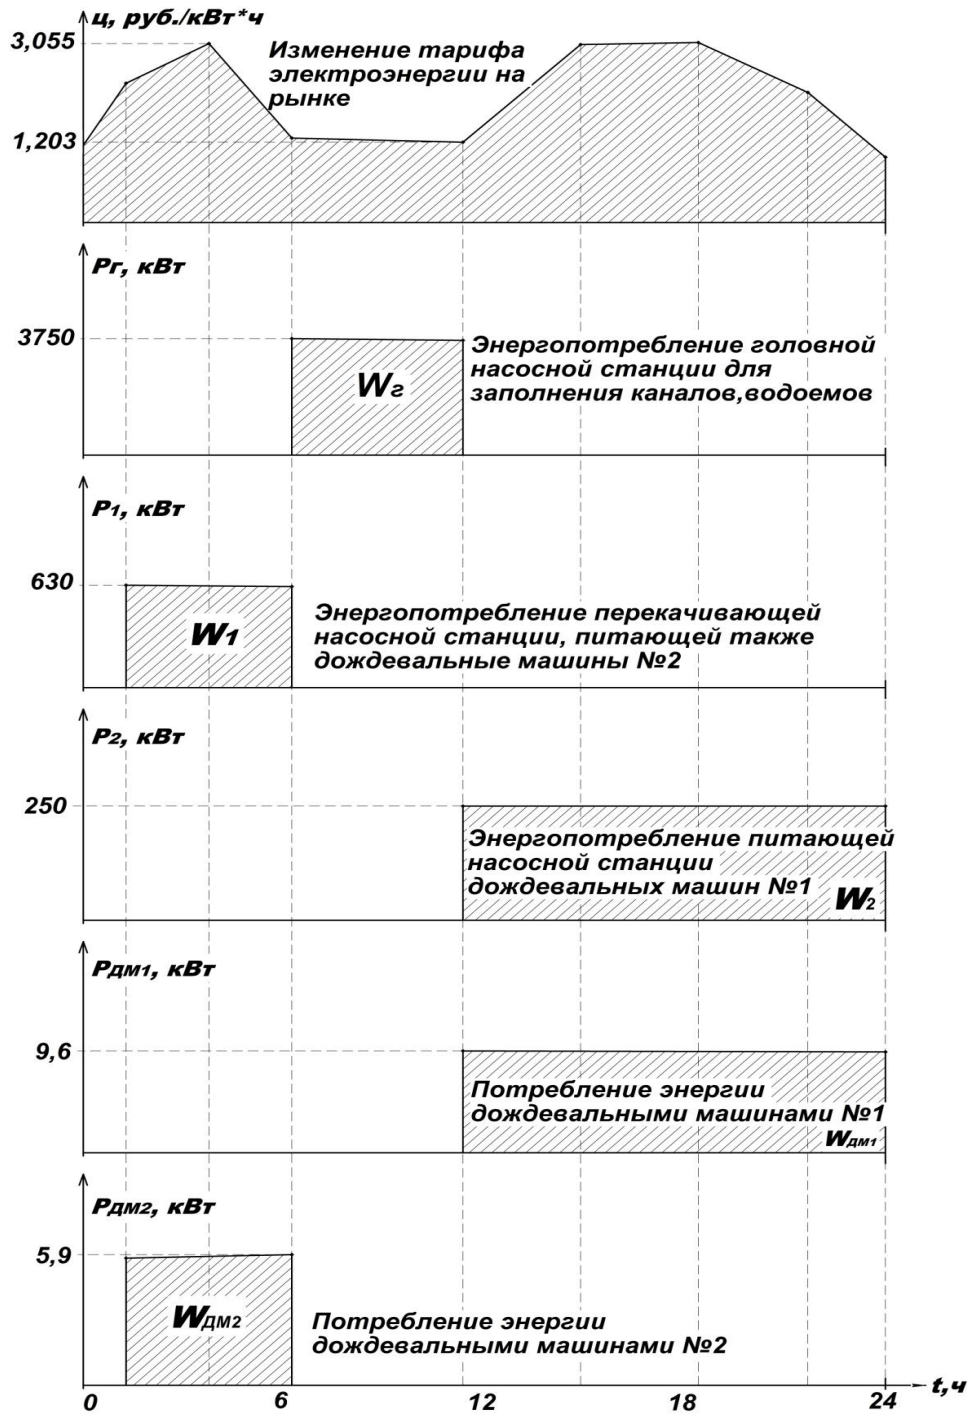 ц, руб./кВт*ч
3,055
Изменение тарифа
электроэнергии на
рынке
1,203
Pг, кВт
3750
Энергопотребление головной
насосной станции для
заполнения каналов,водоемов
Wг
P1, кВт
630
W1
Энергопотребление перекачивающей
насосной станции, питающей также
дождевальные машины №2
P2, кВт
250
Энергопотребление питающей
насосной станции
дождевальных машин №1
W2
PДМ1, кВт
9,6
Потребление энергии
дождевальными машинами №1
WДМ1
PДМ2, кВт
5,9
WДМ2
Потребление энергии
дождевальными машинами №2
0 6 12 18 24 t,ч